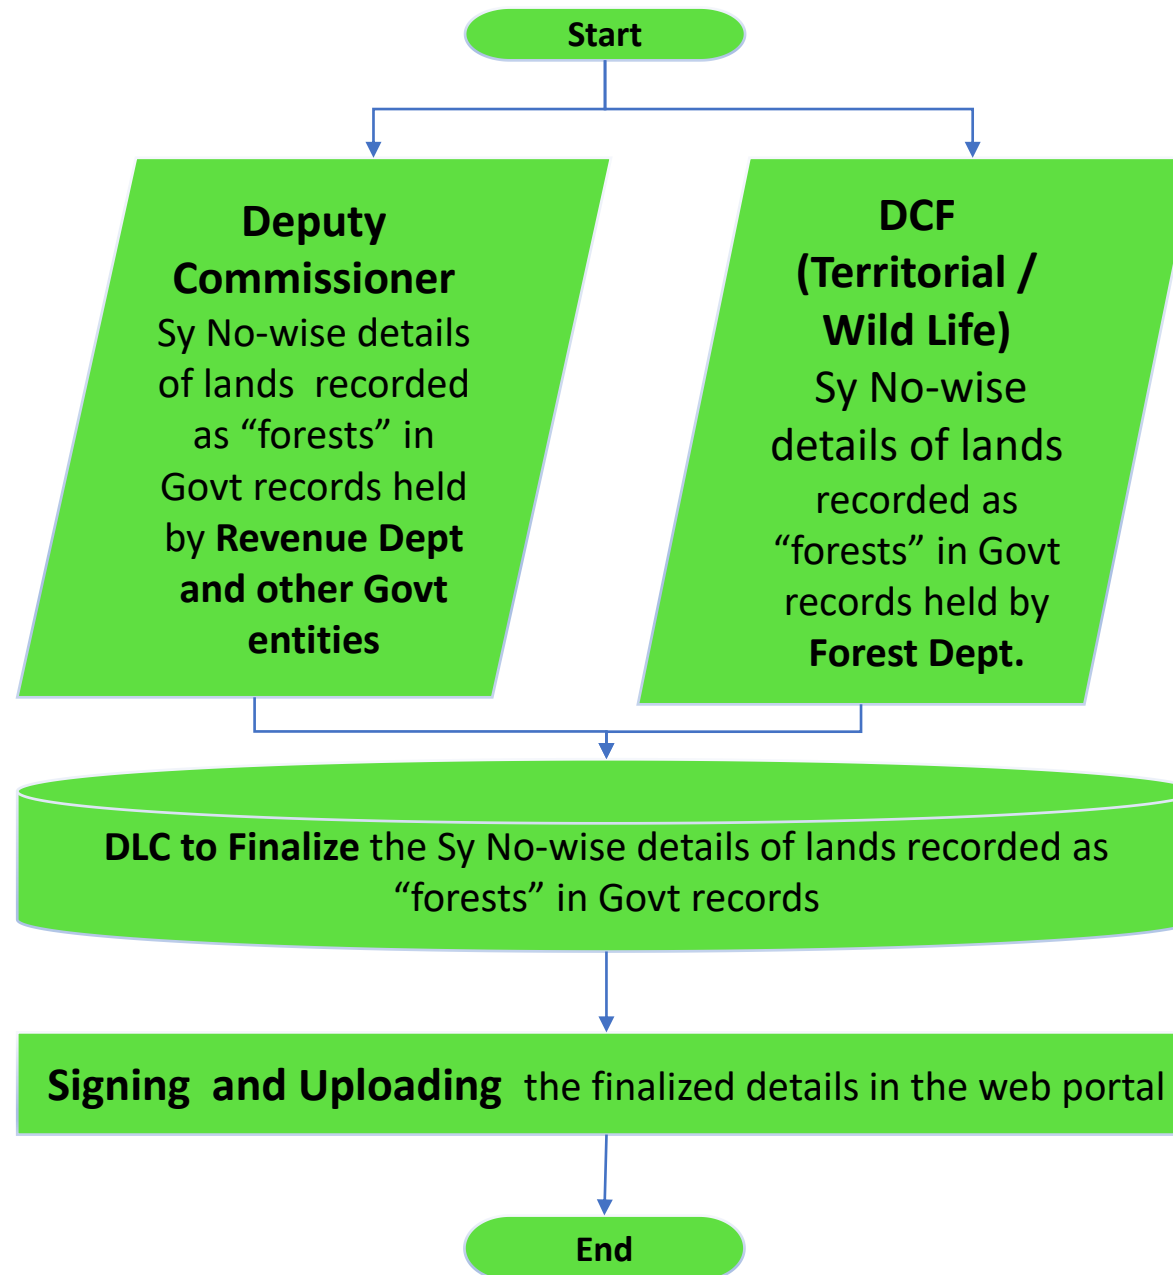 Start
Deputy
Commissioner
Sy No-wise details
of lands recorded
as “forests” in
Govt records held
by Revenue Dept
and other Govt
entities
DCF
(Territorial /
Wild Life)
Sy No-wise
details of lands
recorded as
“forests” in Govt
records held by
Forest Dept.
DLC to Finalize the Sy No-wise details of lands recorded as
“forests” in Govt records
Signing and Uploading the finalized details in the web portal
End